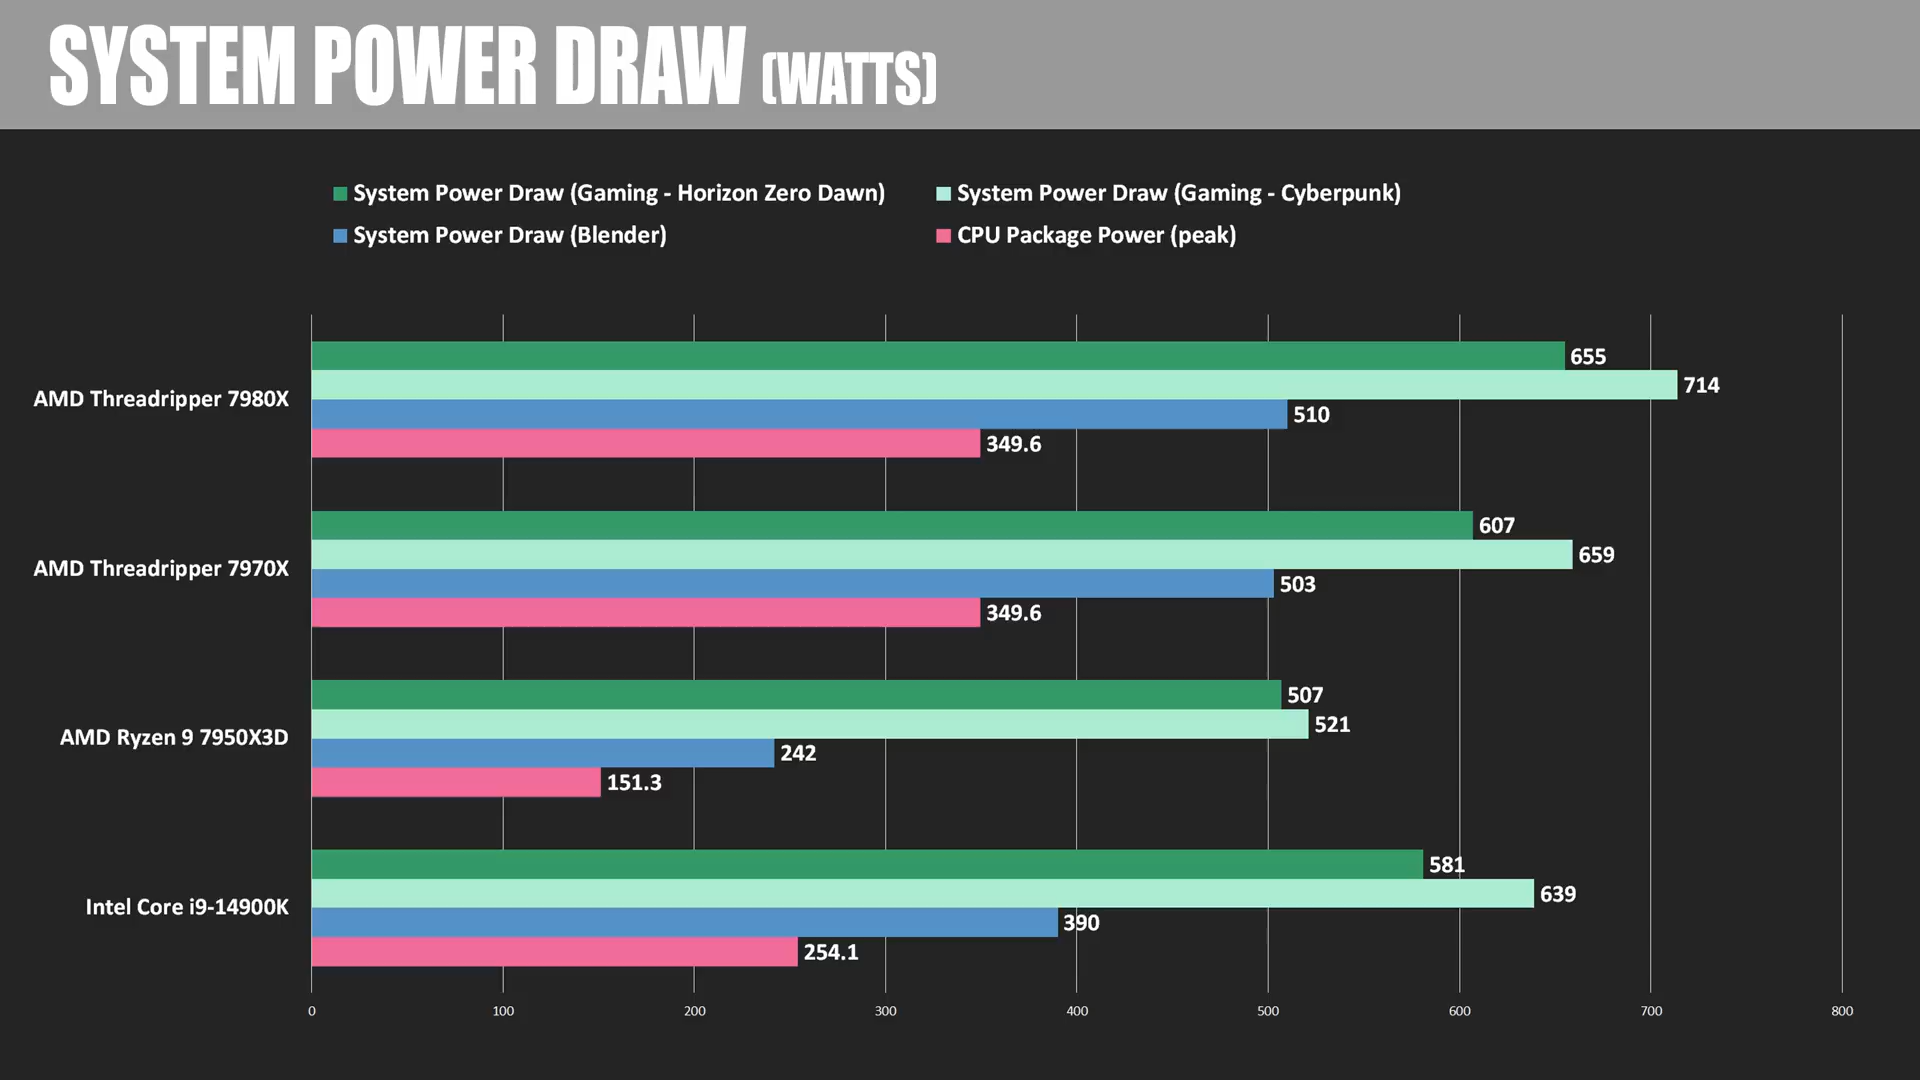 SYSTEM POWER DRAW (WATTS)
System Power Draw (Gaming - Horizon Zero Dawn)
System Power Draw (Gaming - Cyberpunk)
System Power Draw (Blender)
CPU Package Power (peak)
AMD Threadripper 7980X
655
714
510
349.6
AMD Threadripper 7970X
607
659
503
349.6
AMD Ryzen 9 7950X3D
507
521
242
151.3
Intel Core i9-14900K
581
639
390
254.1
0 100 200 300 400 500 600 700 800